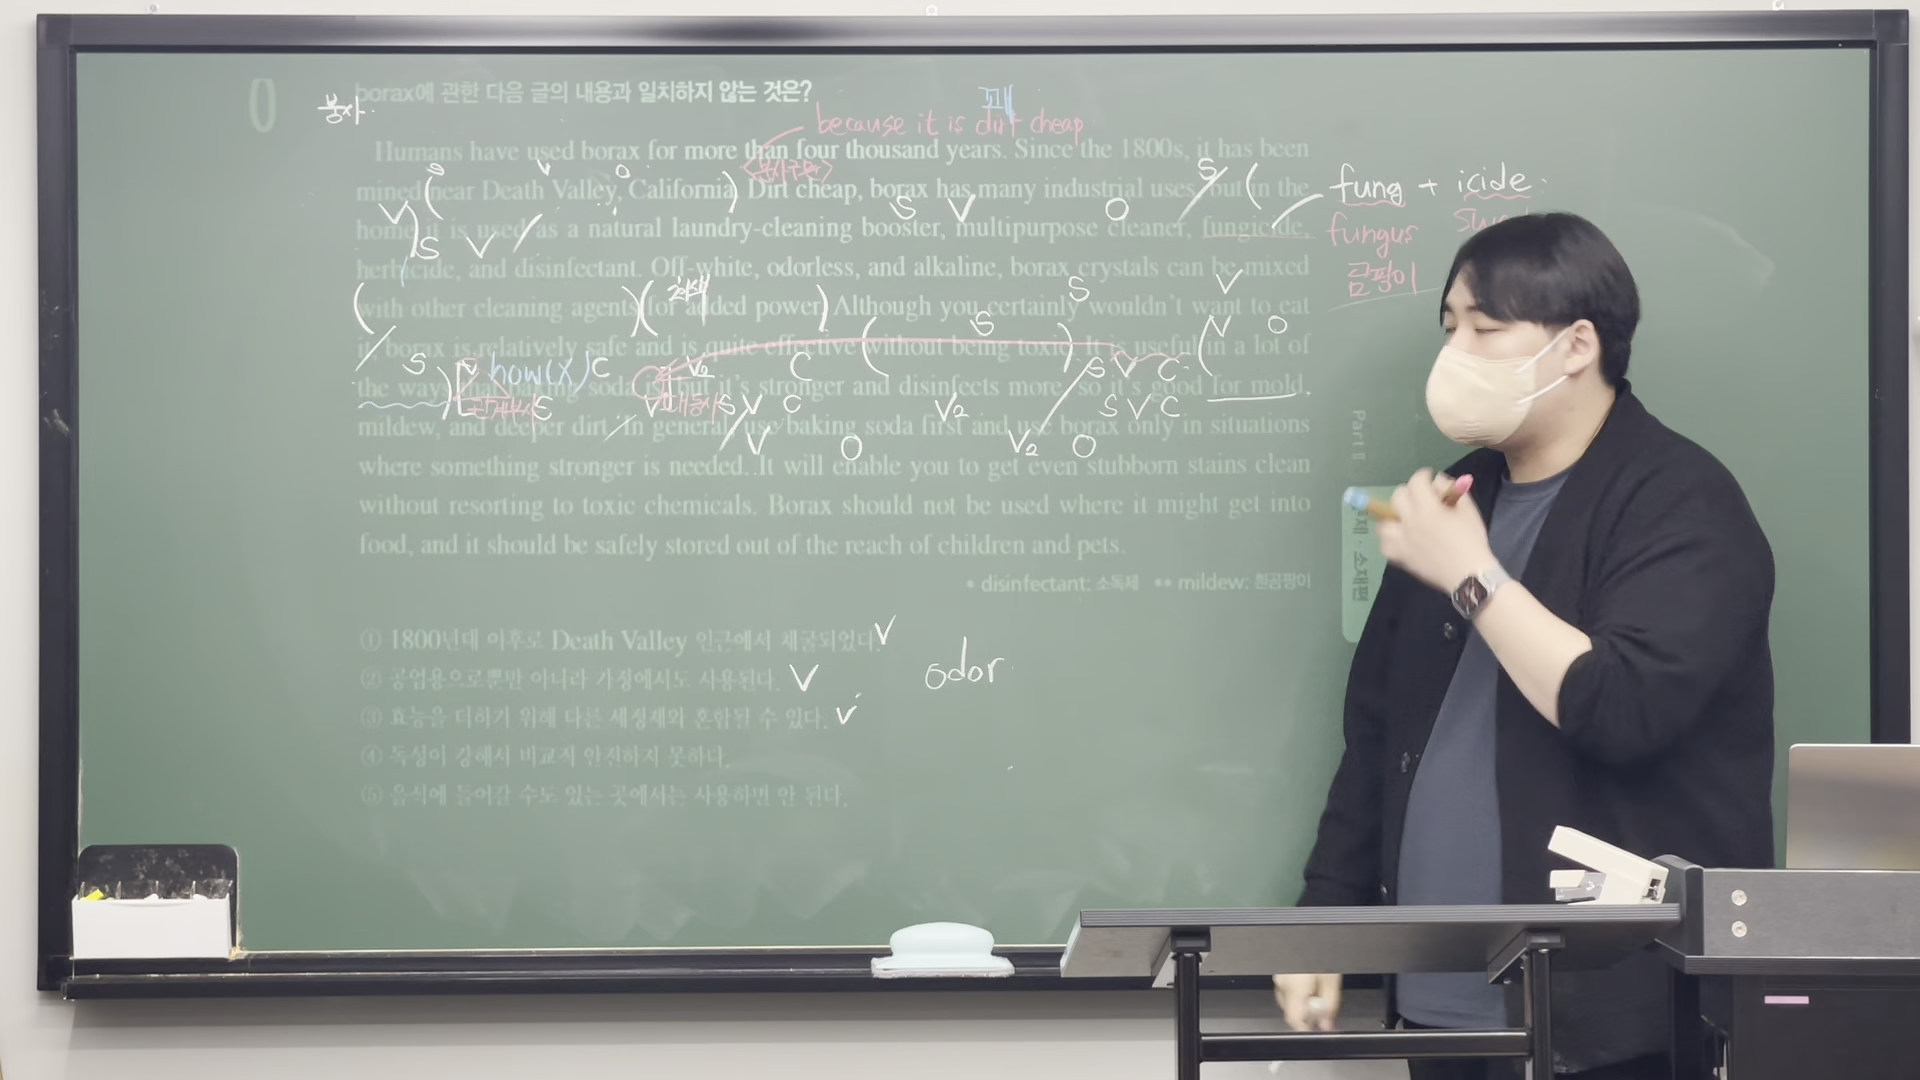 0
borax에 관한 다음 글의 내용과 일치하지 않는 것은?
붕사.
꽤
because it is dirt cheap
Humans have used borax for more than four thousand years. Since the 1800s, it has been
S V O
<분사구문>
S
mined near Death Valley, California. Dirt cheap, borax has many industrial uses, but in the
fung + icide.
V S V O
home it is used as a natural laundry-cleaning booster, multipurpose cleaner, fungicide,
fungus
S V
herbicide, and disinfectant. Off-white, odorless, and alkaline, borax crystals can be mixed
곰팡이
S V
with other cleaning agents for added power. Although you certainly wouldn't want to eat
S V O
it, borax is relatively safe and is quite effective without being toxic. It is useful in a lot of
S how(X) C V₂ C S V C
the ways baking soda is, but it's stronger and disinfects more, so it's good for mold,
S V S V C V₂ S V C
mildew, and deeper dirt. In general, use baking soda first and use borax only in situations
V O V₂ O
where something stronger is needed. It will enable you to get even stubborn stains clean
without resorting to toxic chemicals. Borax should not be used where it might get into
food, and it should be safely stored out of the reach of children and pets.
* disinfectant: 소독제 ** mildew: 흰곰팡이
① 1800년대 이후로 Death Valley 인근에서 채굴되었다. V
② 공업용으로뿐만 아니라 가정에서도 사용된다. V
odor
③ 효능을 더하기 위해 다른 세정제와 혼합될 수 있다. V
④ 독성이 강해서 비교적 안전하지 못하다.
⑤ 음식에 들어갈 수도 있는 곳에서는 사용하면 안 된다.
Part II
소재편